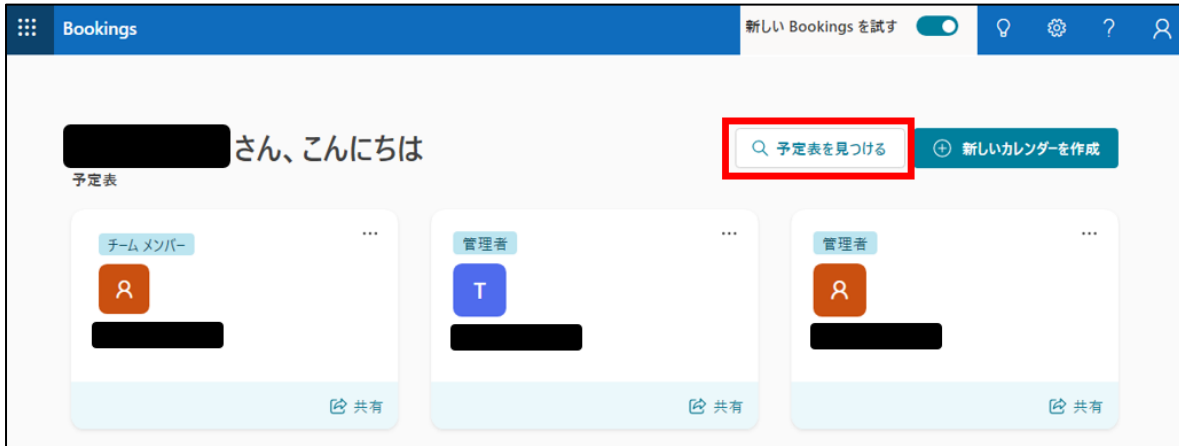 Bookings
新しい Bookings を試す
?
さん、こんにちは
予定表を見つける
新しいカレンダーを作成
予定表
チーム メンバー
...
管理者
...
管理者
...
T
共有
共有
共有